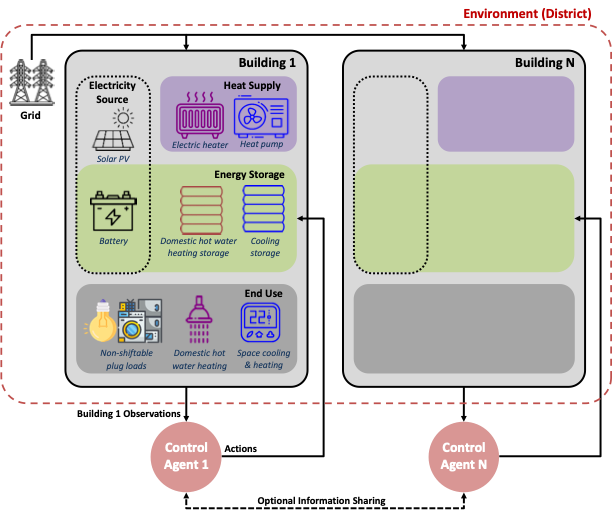 Environment (District)
Grid
Building 1
Electricity
Source
Solar PV
Heat Supply
Electric heater
Heat pump
Energy Storage
Battery
Domestic hot water
heating storage
Cooling
storage
End Use
22
Non-shiftable
plug loads
Domestic hot
water heating
Space cooling
& heating
Building N
Building 1 Observations
Control
Agent 1
Actions
Control
Agent N
Optional Information Sharing